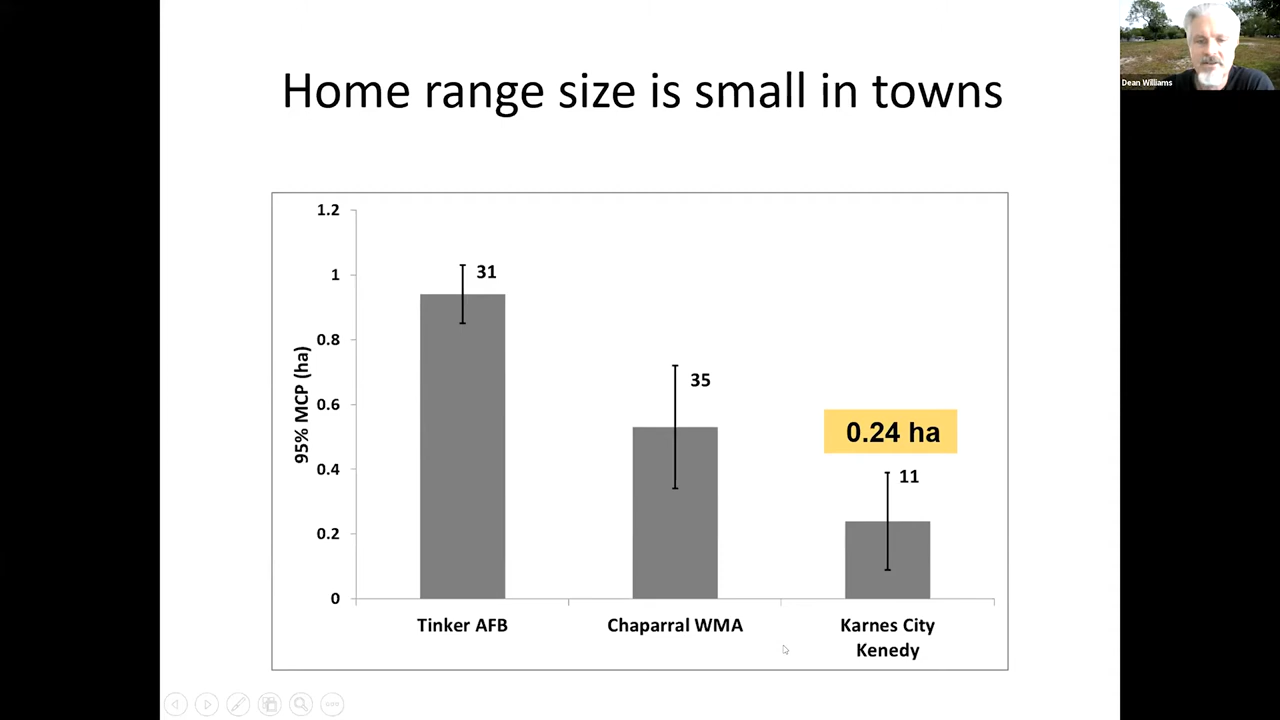 Home range size is small in towns
Dean Williams
95% MCP (ha)
1.2
1
0.8
0.6
0.4
0.2
0
31
35
0.24 ha
11
Tinker AFB
Chaparral WMA
Karnes City
Kenedy